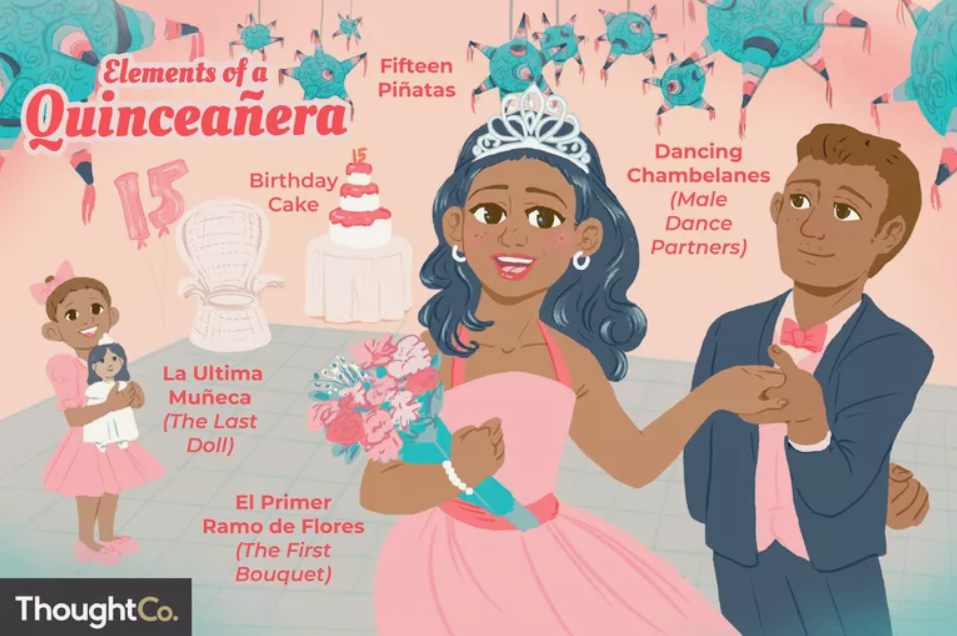 Elements of a
Quinceañera
Fifteen
Piñatas
15
Birthday
Cake
15
Dancing
Chambelanes
(Male
Dance
Partners)
La Ultima
Muñeca
(The Last
Doll)
El Primer
Ramo de Flores
(The First
Bouquet)
ThoughtCo.